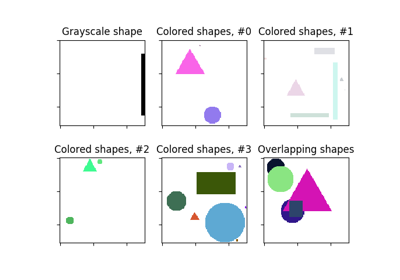 Grayscale shape
Colored shapes, #0
Colored shapes, #1
Colored shapes, #2
Colored shapes, #3
Overlapping shapes